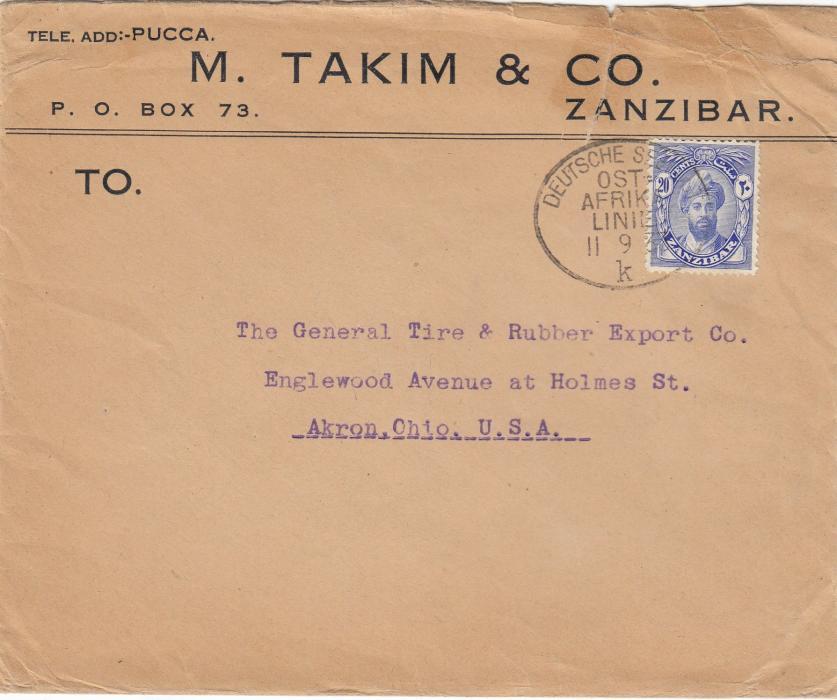 TELE. ADD:-PUCCA.
M. TAKIM & CO.
P. O. BOX 73. ZANZIBAR.
TO.
DEUTSCHE
OST-
AFRIK
LINIE
11 9
k
20 CENTS ٢٠
ZANZIBAR
The General Tire & Rubber Export Co.
Englewood Avenue at Holmes St.
Akron,Ohio, U.S.A.